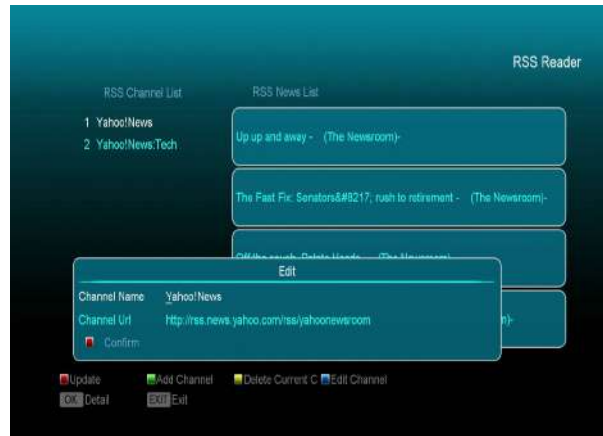 RSS Reader
RSS Channel List
RSS News List
1 Yahoo!News
2 Yahoo!News:Tech
Up up and away - (The Newsroom)-
The Fast Fix: Senators&#8217; rush to retirement - (The Newsroom)-
Edit
Channel Name Yahoo!News
Channel Url http://rss.news.yahoo.com/rss/yahoonewsroom
Confirm
Update Add Channel Delete Current C Edit Channel
OK Detail EXIT Exit